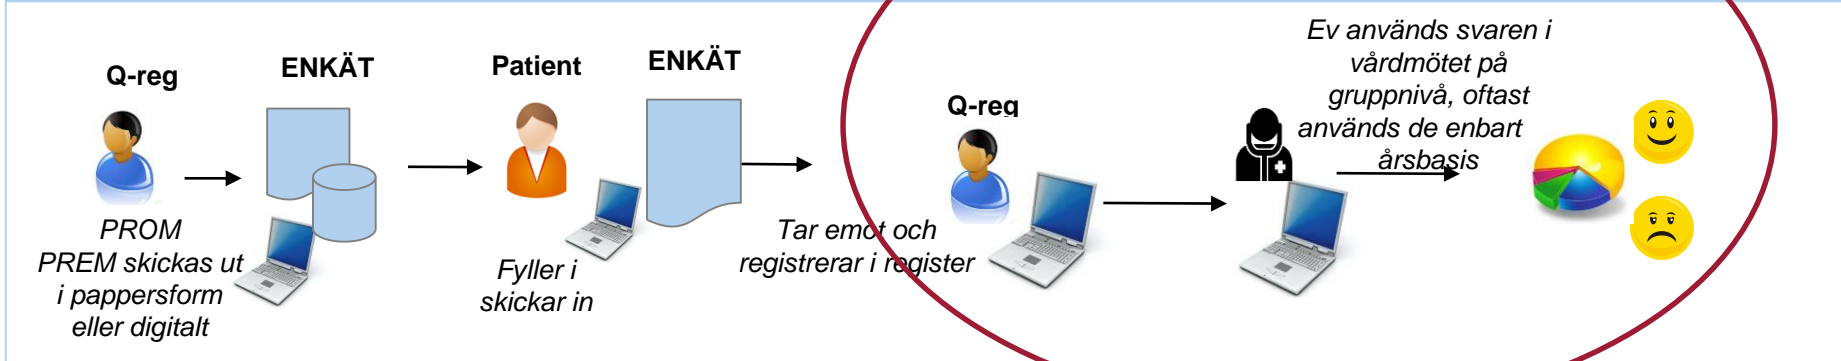 Q-reg
PROM
PREM skickas ut
i pappersform
eller digitalt
ENKÄT
Patient
Fyller i
skickar in
ENKÄT
Tar emot och
registrerar i register
Q-reg
Ev används svaren i
vårdmötet på
gruppnivå, oftast
används de enbart
årsbasis